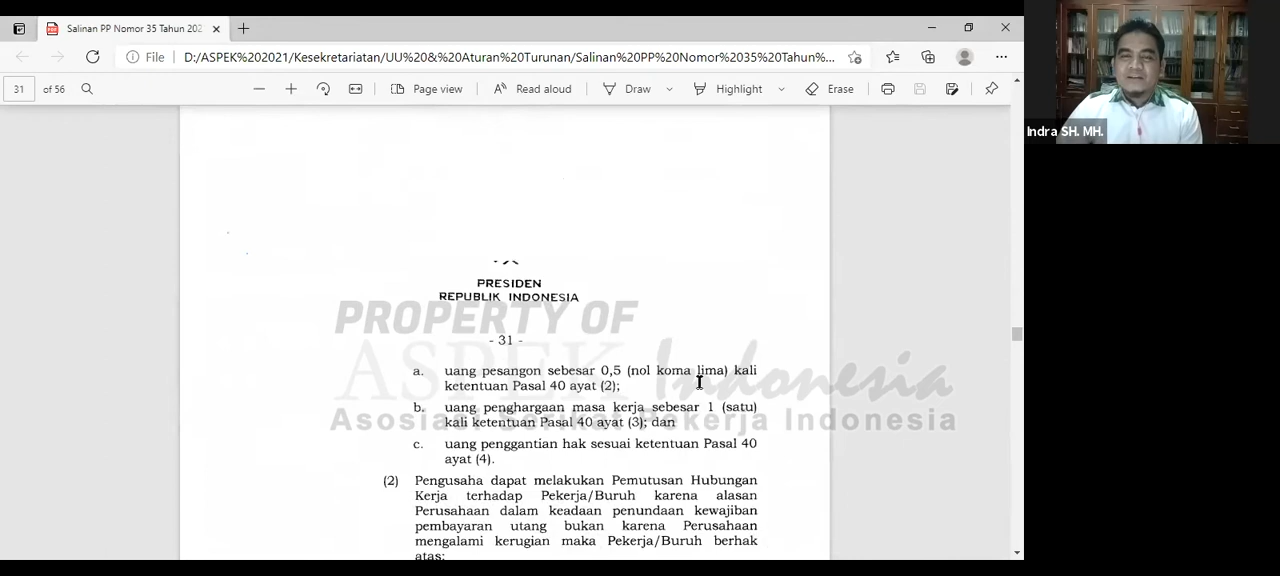 Salinan PP Nomor 35 Tahun 202
File
D:/ASPEK%202021/Kesekretariatan/UU%20&%20Aturan%20Turunan/Salinan%20PP%20Nomor%2035%20Tahun%...
31 of 56
Page view
Read aloud
Draw
Highlight
Erase
Indra SH. MH.
PRESIDEN
REPUBLIK INDONESIA
PROPERTY OF
- 31 -
ASPEK Indonesia
Asosiasi Serikat Pekerja Indonesia
a. uang pesangon sebesar 0,5 (nol koma lima) kali
ketentuan Pasal 40 ayat (2);
b. uang penghargaan masa kerja sebesar 1 (satu)
kali ketentuan Pasal 40 ayat (3); dan
c. uang penggantian hak sesuai ketentuan Pasal 40
ayat (4).
(2) Pengusaha dapat melakukan Pemutusan Hubungan
Kerja terhadap Pekerja/Buruh karena alasan
Perusahaan dalam keadaan penundaan kewajiban
pembayaran utang bukan karena Perusahaan
mengalami kerugian maka Pekerja/Buruh berhak
atas: